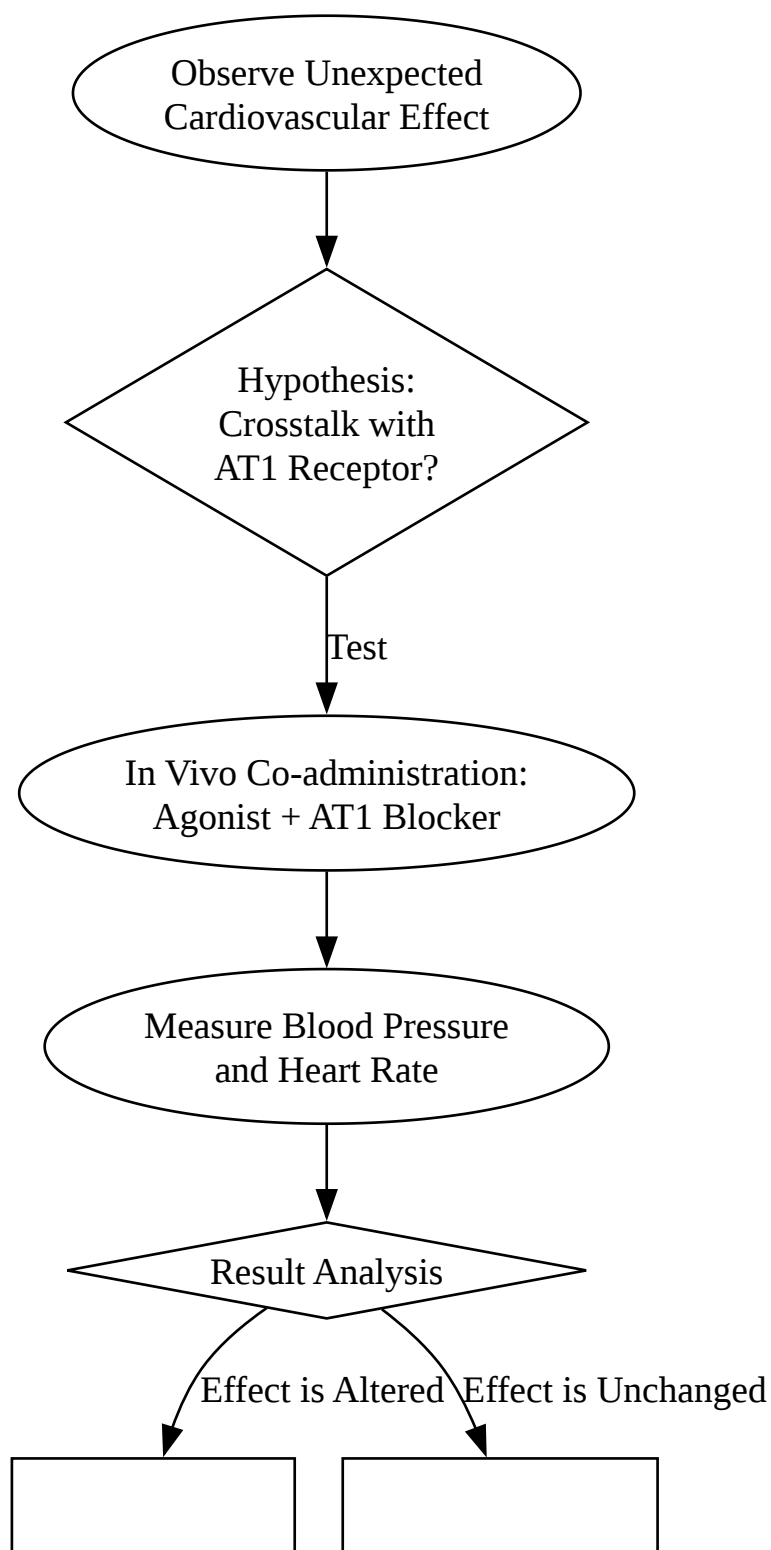 Observe Unexpected
Cardiovascular Effect
Hypothesis:
Crosstalk with
AT1 Receptor?
Test
In Vivo Co-administration:
Agonist + AT1 Blocker
Measure Blood Pressure
and Heart Rate
Result Analysis
Effect is Altered
Effect is Unchanged